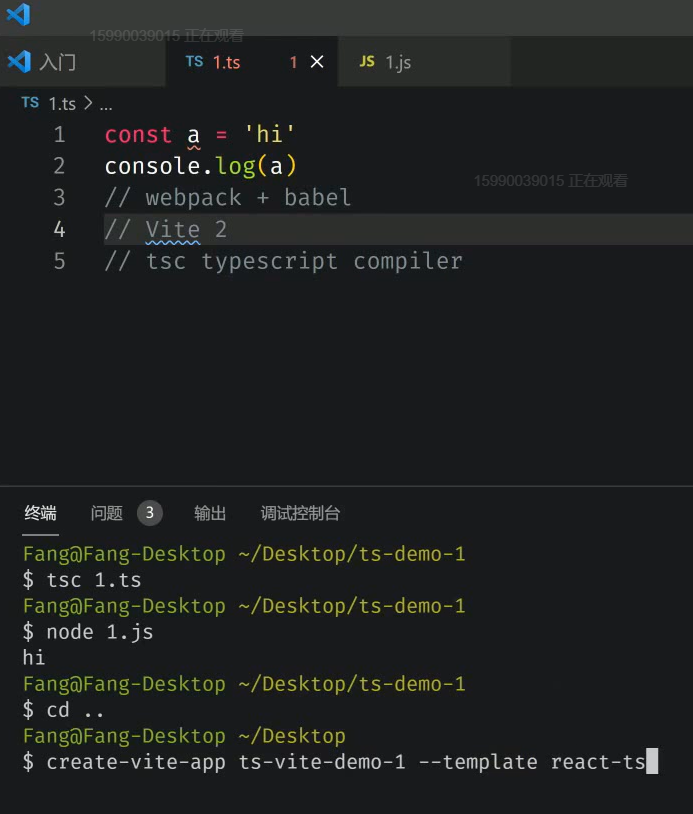 15990039015 正在观看
入门
TS 1.ts 1 × JS 1.js
TS 1.ts > ...
1 const a = 'hi'
2 console.log(a)
15990039015 正在观看
3 // webpack + babel
4 // Vite 2
5 // tsc typescript compiler
终端 问题 3 输出 调试控制台
Fang@Fang-Desktop ~/Desktop/ts-demo-1
$ tsc 1.ts
Fang@Fang-Desktop ~/Desktop/ts-demo-1
$ node 1.js
hi
Fang@Fang-Desktop ~/Desktop/ts-demo-1
$ cd ..
Fang@Fang-Desktop ~/Desktop
$ create-vite-app ts-vite-demo-1 --template react-ts